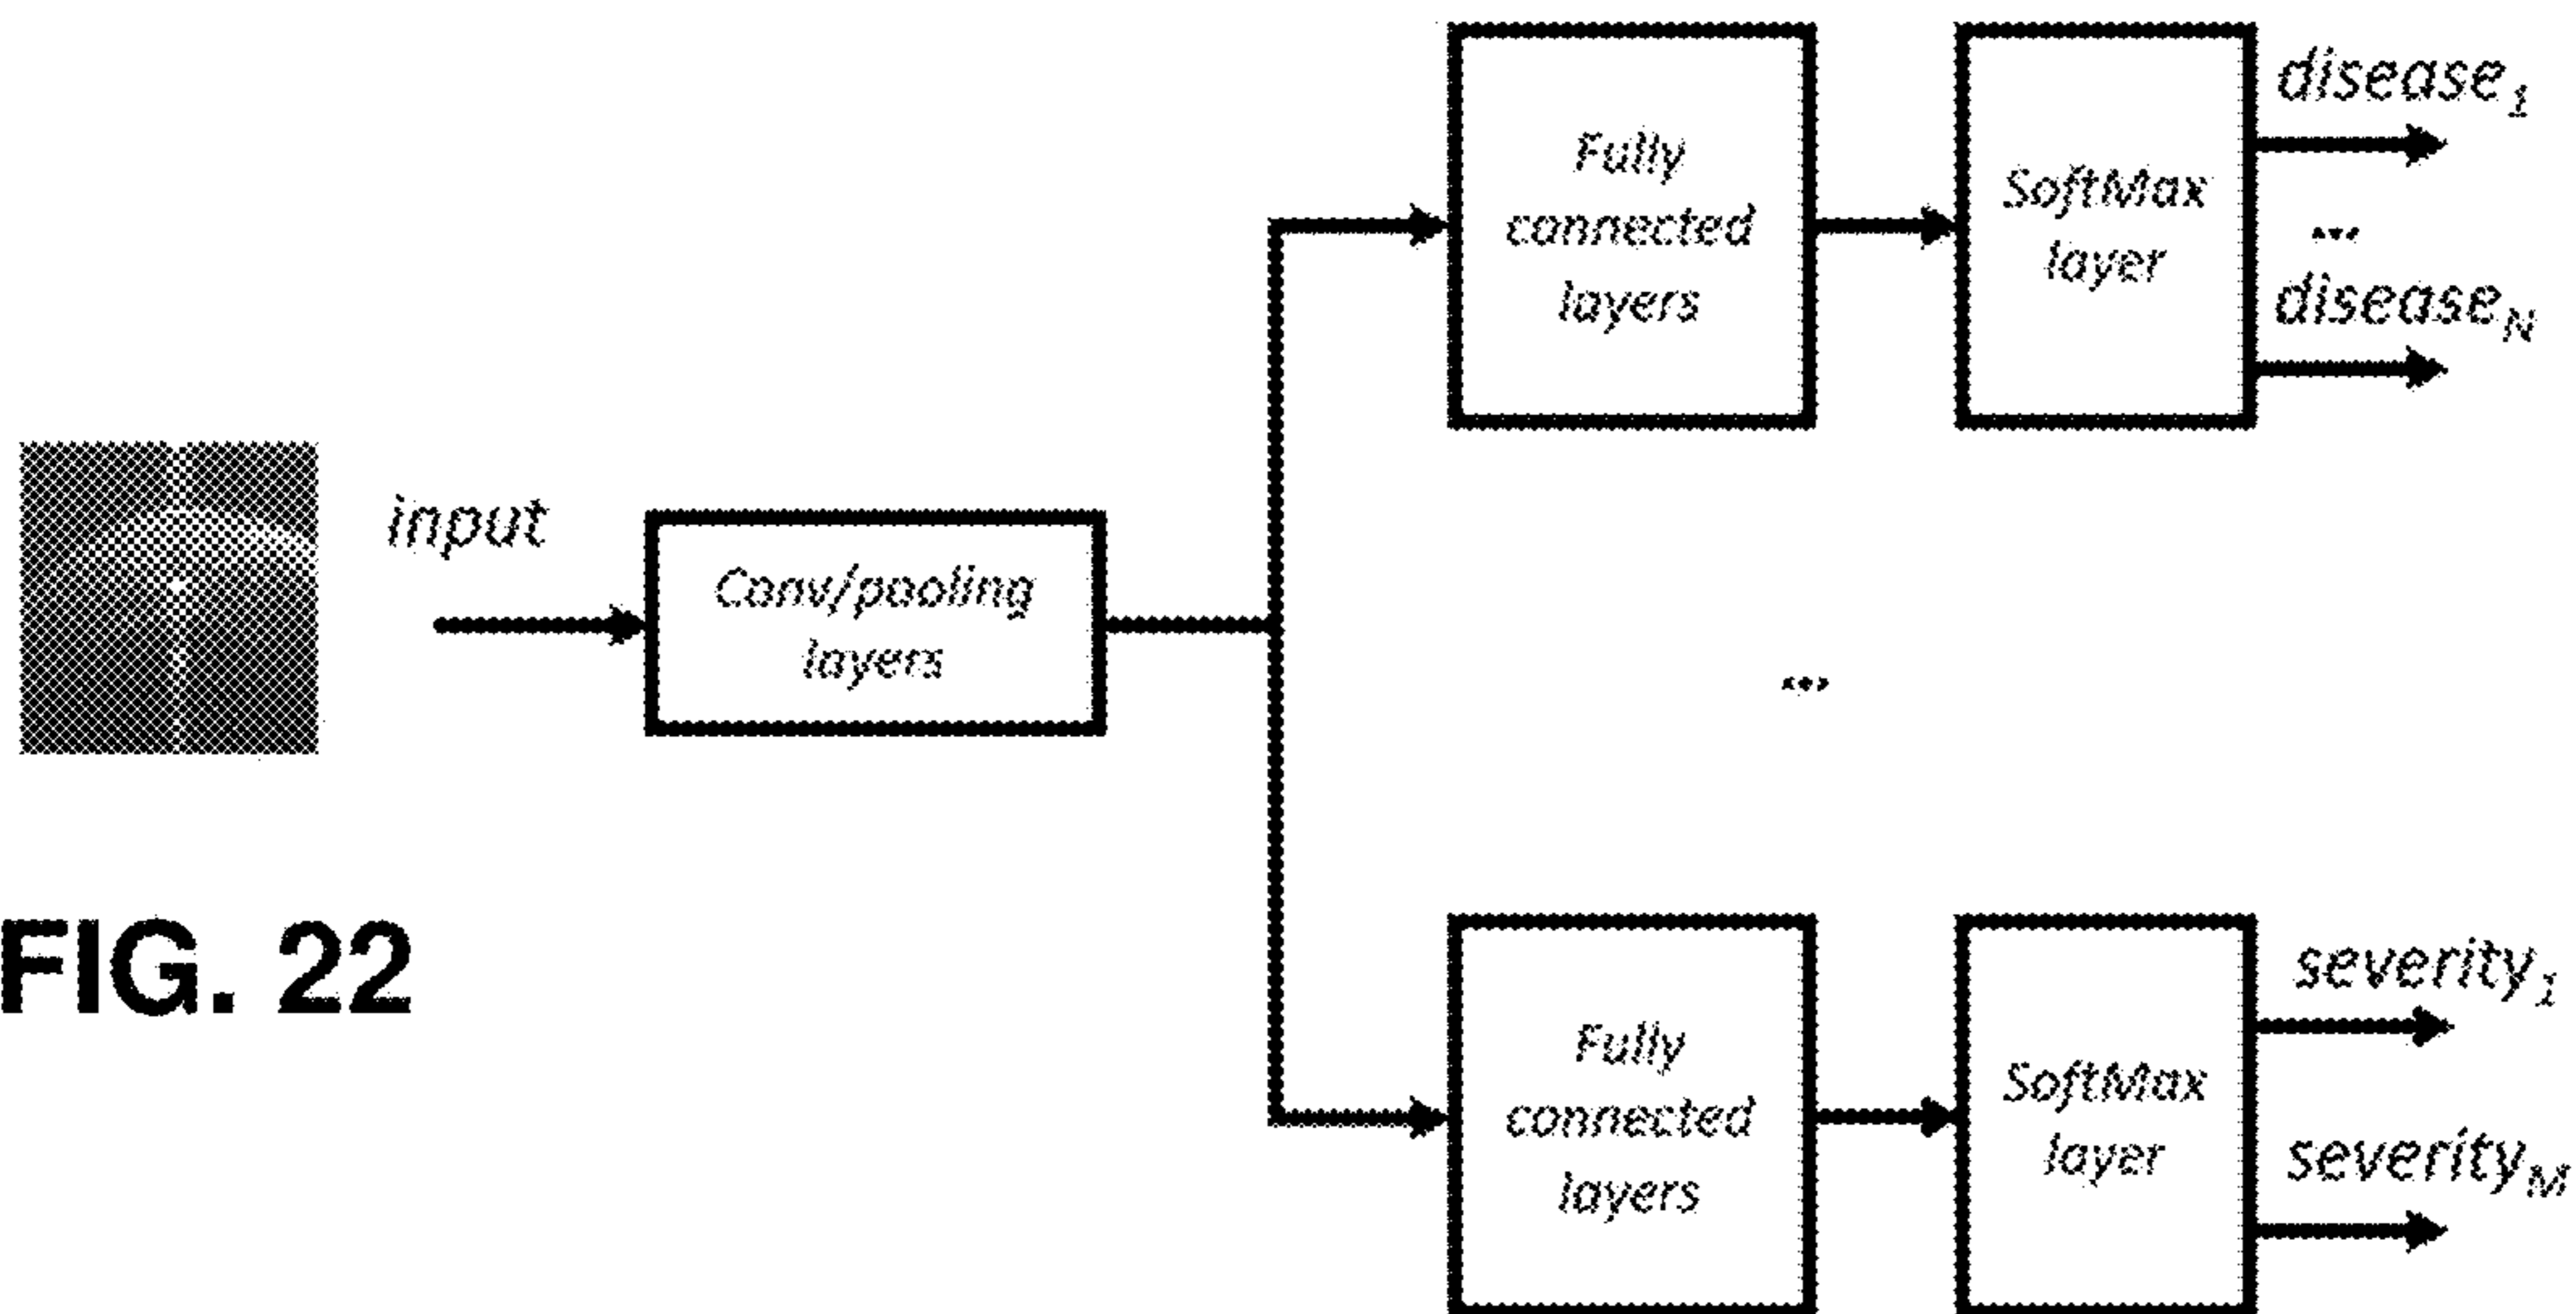 input
Conv/pooling
layers
Fully
connected
layers
SoftMax
layer
disease1
...
diseaseN
...
Fully
connected
layers
SoftMax
layer
severity1
severityM
FIG. 22